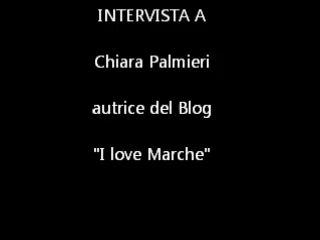 INTERVISTA A
Chiara Palmieri
autrice del Blog
"I love Marche"